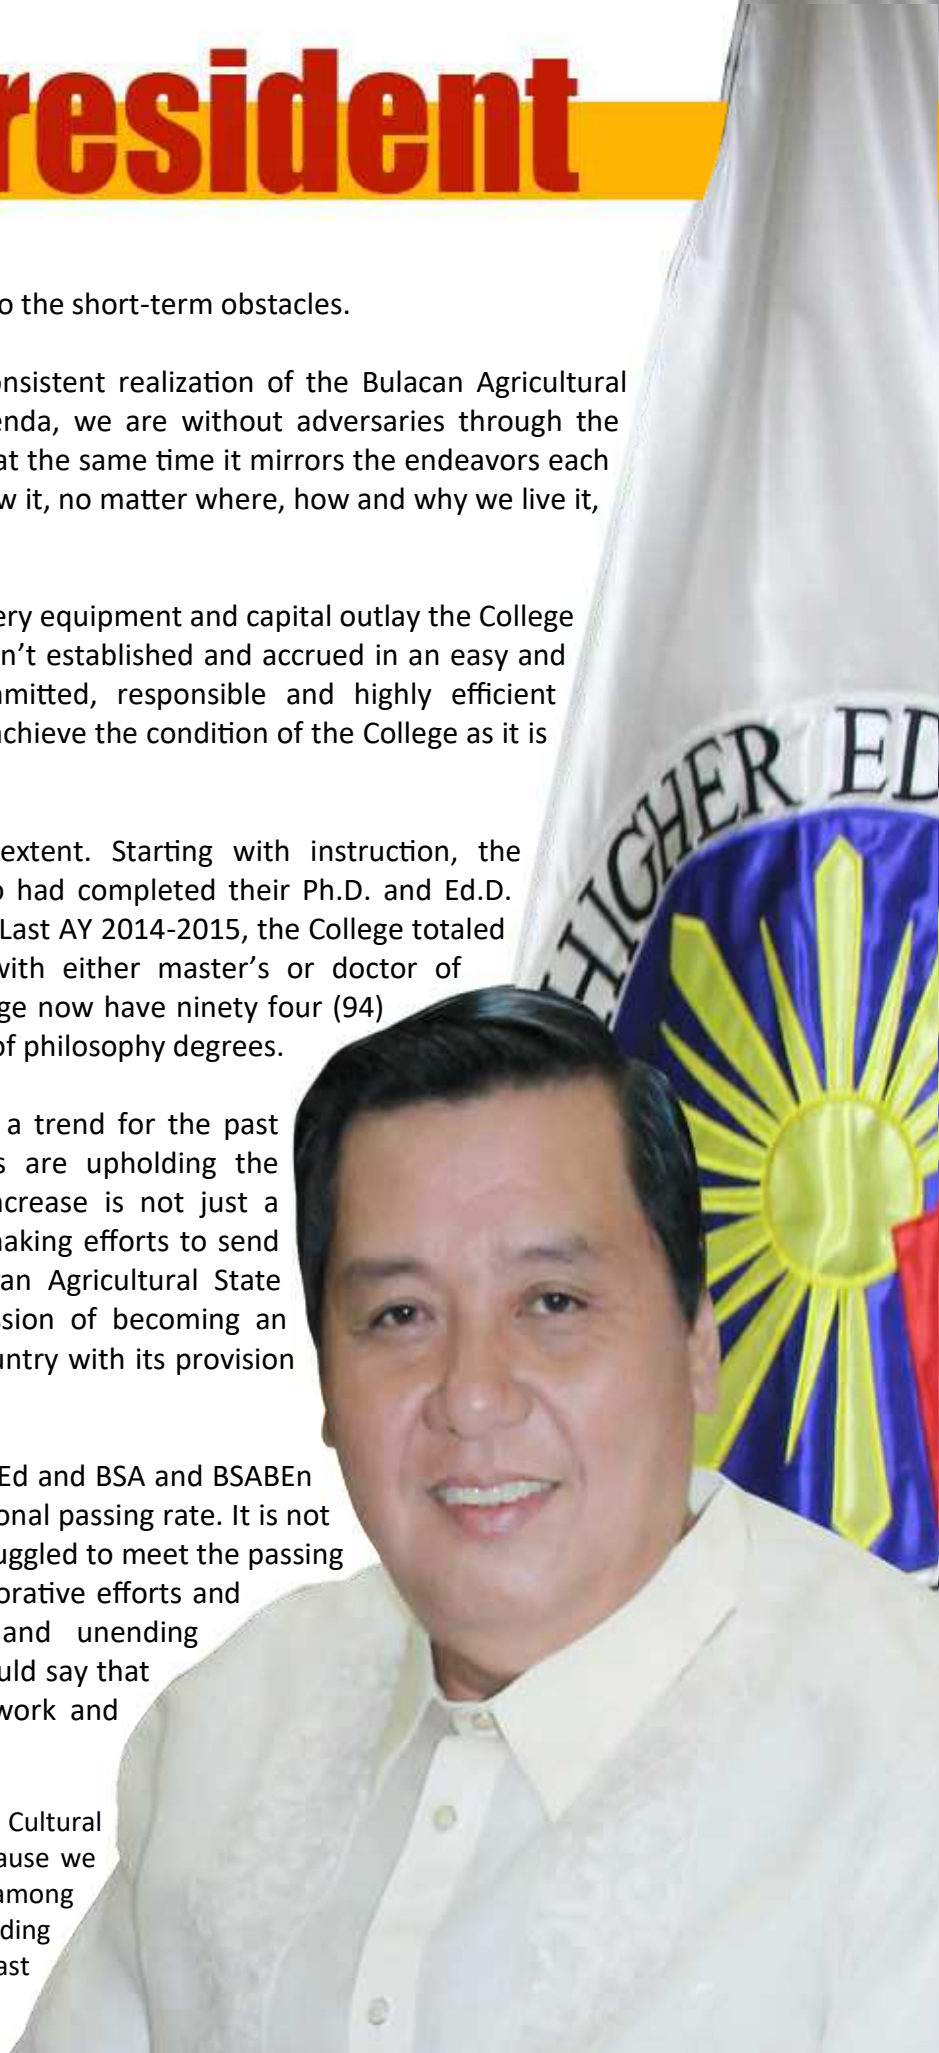 resident
o the short-term obstacles.
onsistent realization of the Bulacan Agricultural
enda, we are without adversaries through the
at the same time it mirrors the endeavors each
w it, no matter where, how and why we live it,
ery equipment and capital outlay the College
n't established and accrued in an easy and
mmitted, responsible and highly efficient
achieve the condition of the College as it is
extent. Starting with instruction, the
o had completed their Ph.D. and Ed.D.
Last AY 2014-2015, the College totaled
with either master's or doctor of
ge now have ninety four (94)
of philosophy degrees.
a trend for the past
s are upholding the
ncrease is not just a
making efforts to send
an Agricultural State
ssion of becoming an
untry with its provision
Ed and BSA and BSABEn
onal passing rate. It is not
uggled to meet the passing
orative efforts and
and unending
uld say that
work and
Cultural
ause we
among
ding
ast
HIGHER ED